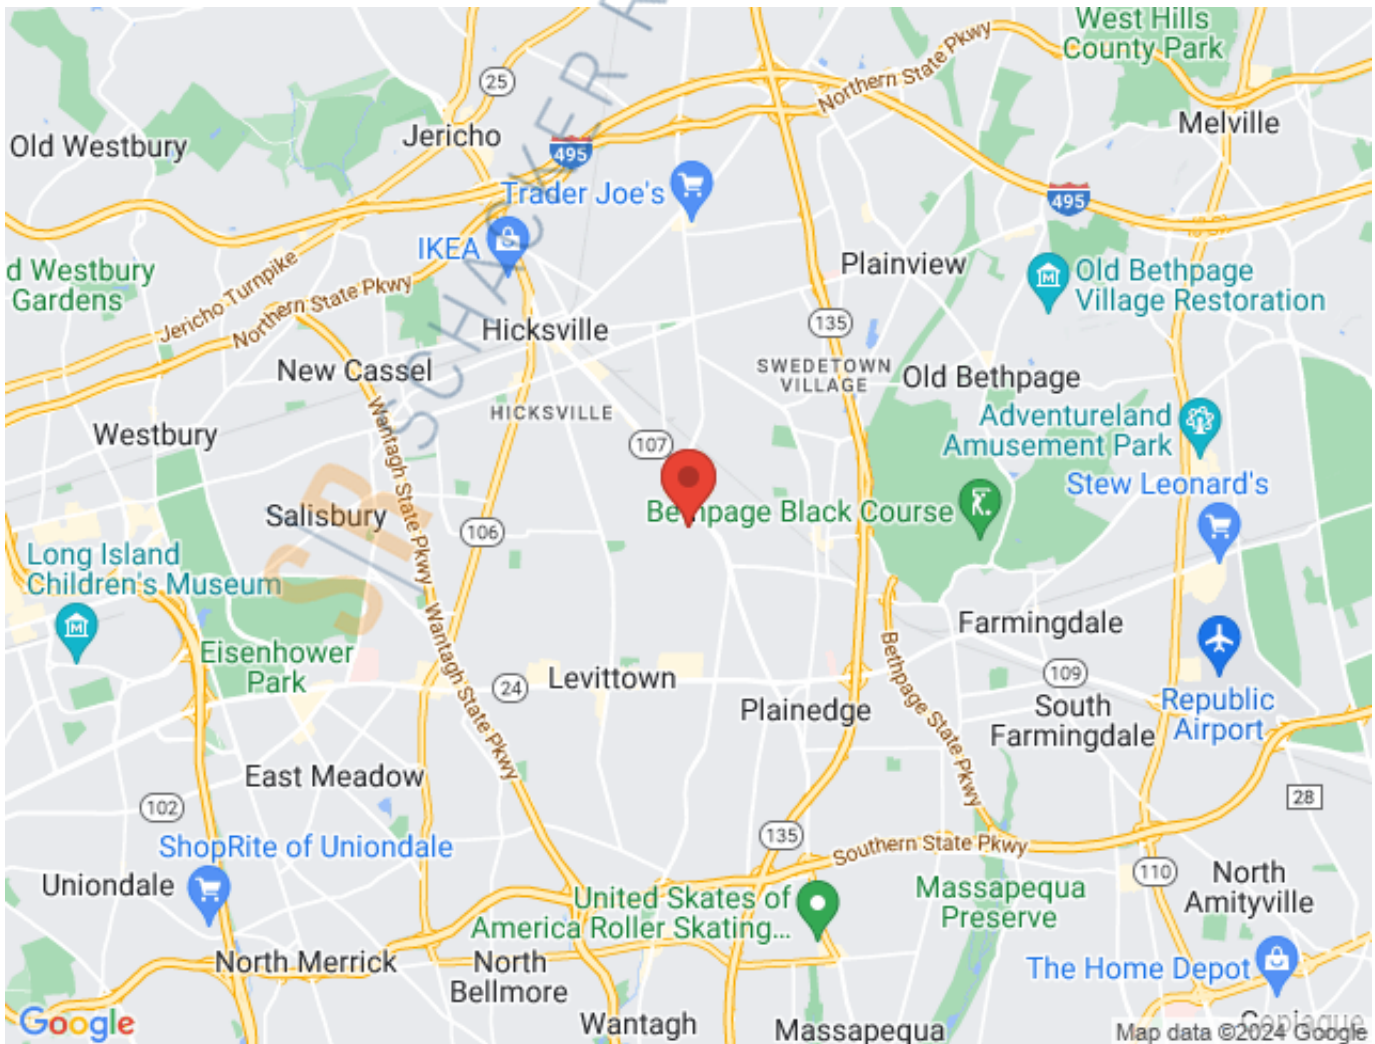 West Hills
County Park
25
Northern State Pkwy
Melville
Jericho
Old Westbury
495
Trader Joe's
495
IKEA
Plainview
d Westbury
Gardens
Old Bethpage
Village Restoration
Jericho Turnpike
Northern State Pkwy
135
Hicksville
SWEDETOWN
VILLAGE
New Cassel
Old Bethpage
HICKSVILLE
Adventureland
Amusement Park
Westbury
Wantagh State Pkwy
107
Stew Leonard's
Bethpage Black Course
Salisbury
106
Long Island
Children's Museum
Farmingdale
Wantagh State Pkwy
Eisenhower
Park
Bethpage State Pkwy
109
24
Levittown
Republic
Airport
Plainedge
South
Farmingdale
East Meadow
28
102
135
ShopRite of Uniondale
Southern State Pkwy
110
Uniondale
North
Amityville
United Skates of
America Roller Skating...
Massapequa
Preserve
North Merrick
North
Bellmore
The Home Depot
Google
Wantagh
Massapequa
Copiague
Map data ©2024 Google
SR
SCHACKER R